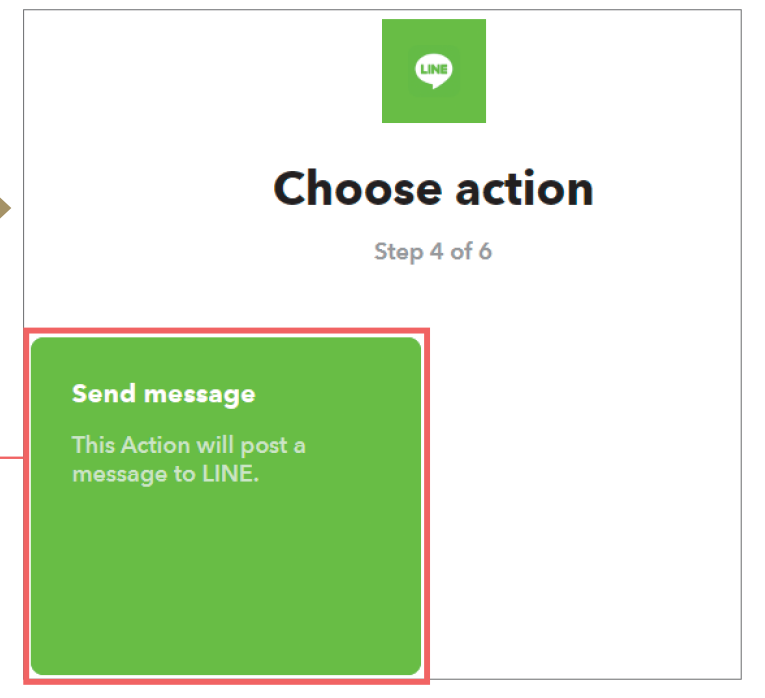 LINE
Choose action
Step 4 of 6
Send message
This Action will post a
message to LINE.